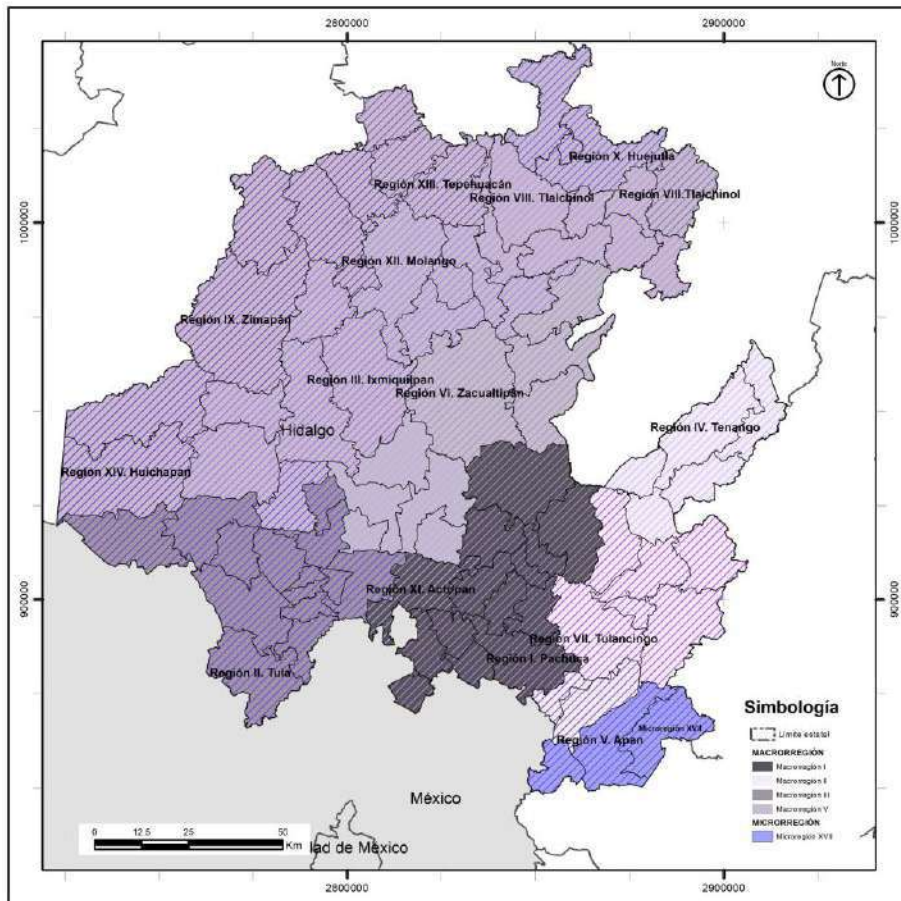 2800000
2900000
Norte
Región X. Huejutla
Región XIII. Tepehuacán
Región VIII. Tlalchinol
Región VIII.Tlalchinol
1000000
1000000
Región XII. Molango
Región IX. Zimapán
Región III. Ixmiquilpan
Región VI. Zacualtipán
Región IV. Tenango
Hidalgo
Región XIV. Huichapan
Región XI. Actopan
900000
900000
Región VII. Tulancingo
Región I. Pachuca
Región II. Tula
Simbología
Límite estatal
MACRORREGIÓN
Macrorregión I
Macrorregión II
Macrorregión III
Macrorregión V
MICRORREGIÓN
Microregión XVII
Microregión XVII
Región V. Apan
México
0 12.5 25 50
Km
lad de México
2800000
2900000